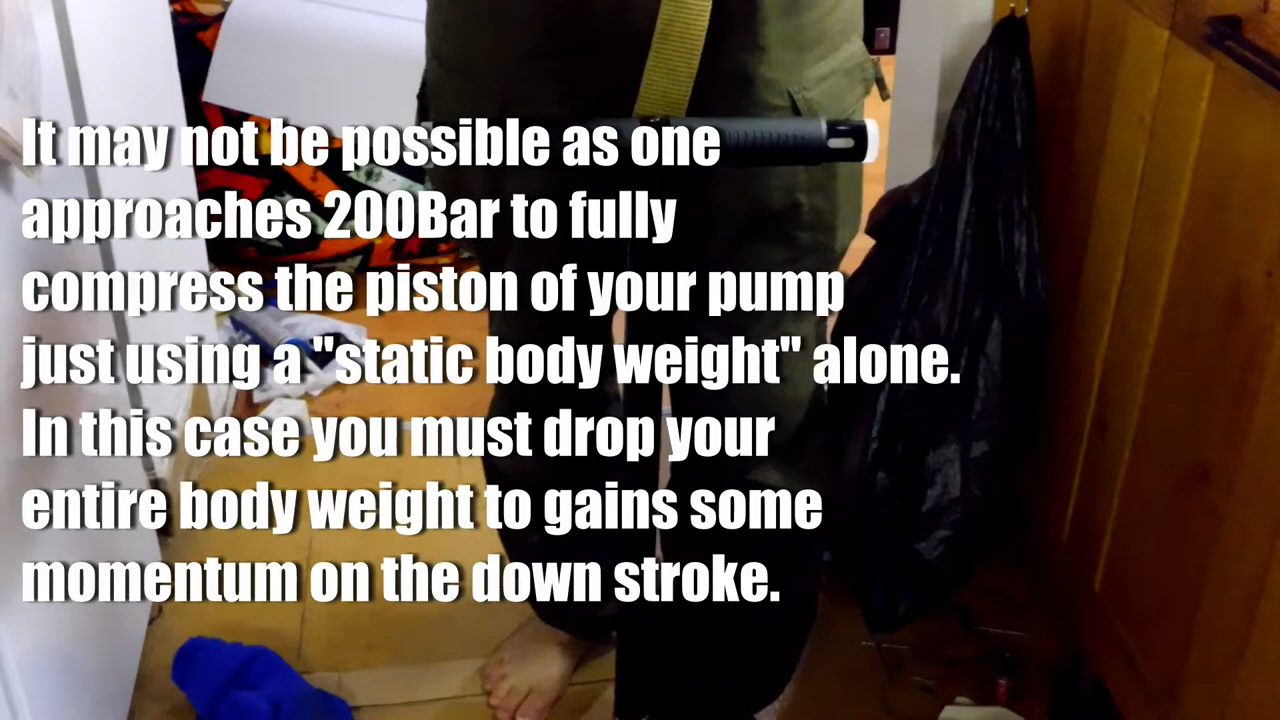 It may not be possible as one
approaches 200Bar to fully
compress the piston of your pump
just using a "static body weight" alone.
In this case you must drop your
entire body weight to gains some
momentum on the down stroke.